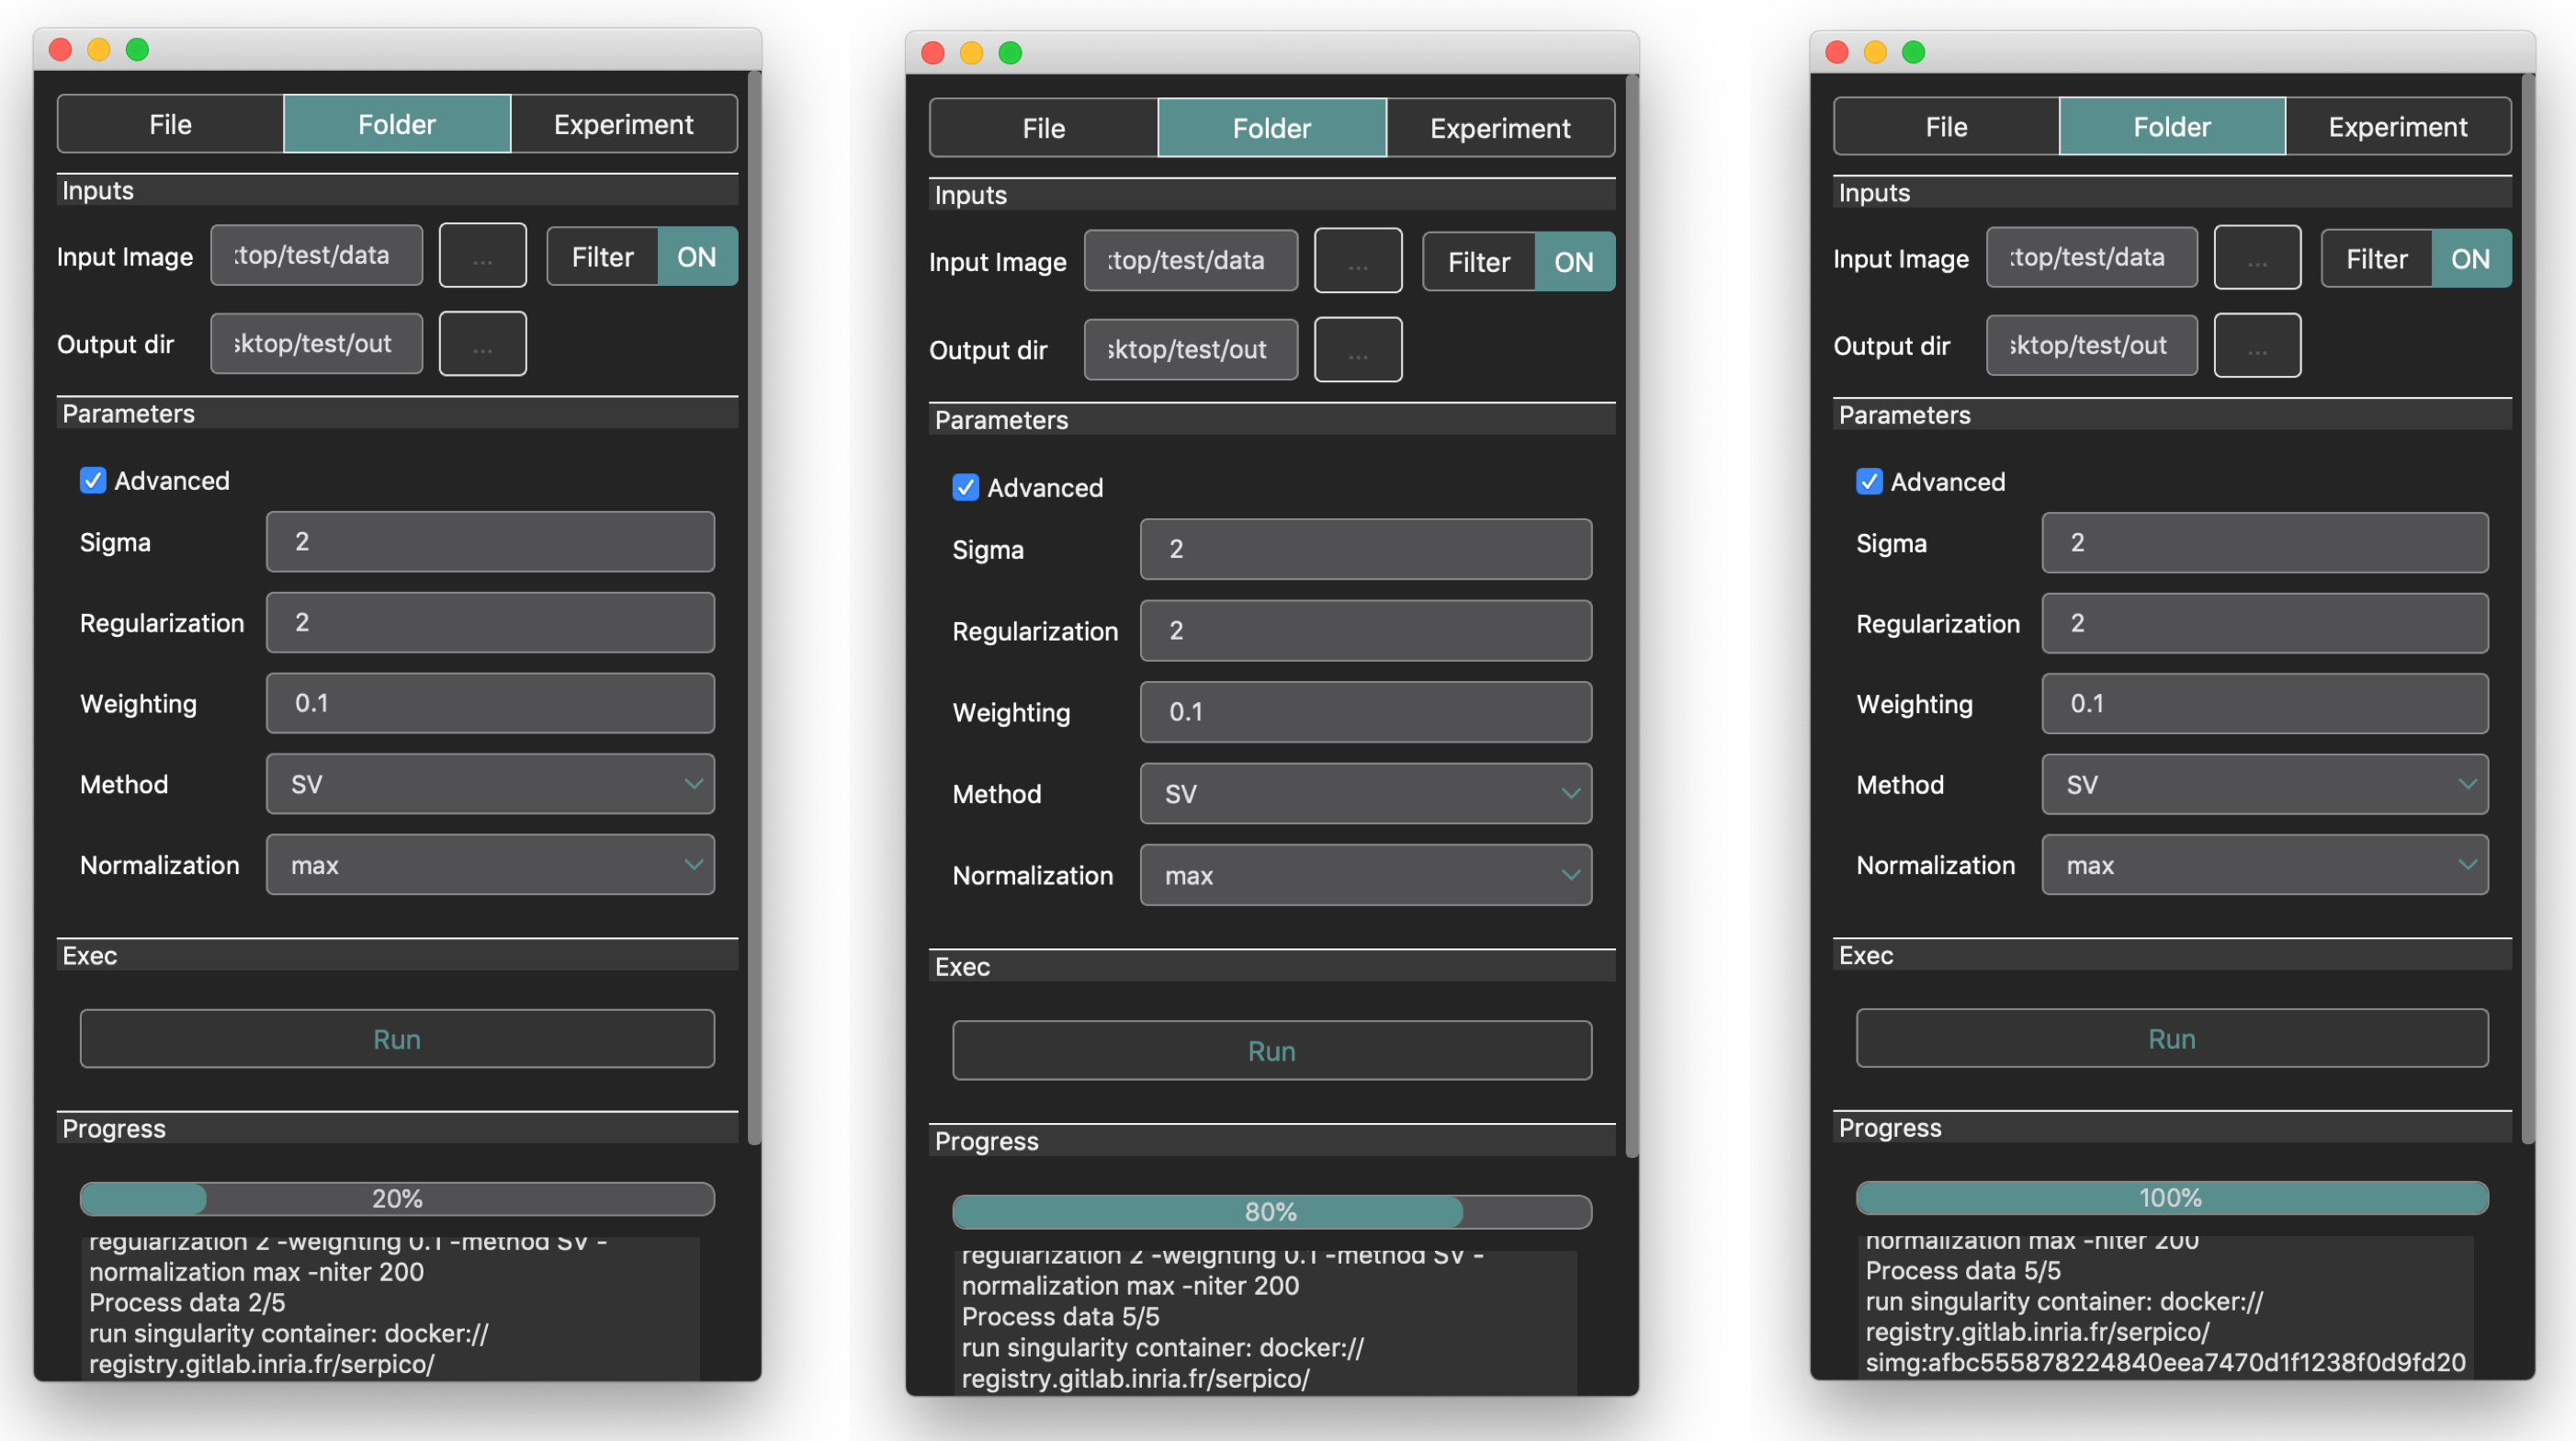 File Folder Experiment
Inputs
Input Image :top/test/data ... Filter ON
Output dir sktop/test/out ...
Parameters
Advanced
Sigma 2
Regularization 2
Weighting 0.1
Method SV
Normalization max
Exec
Run
Progress
20%
regularization 2 -weighting 0.1 -method SV -
normalization max -niter 200
Process data 2/5
run singularity container: docker://
registry.gitlab.inria.fr/serpico/
File Folder Experiment
Inputs
Input Image :top/test/data ... Filter ON
Output dir sktop/test/out ...
Parameters
Advanced
Sigma 2
Regularization 2
Weighting 0.1
Method SV
Normalization max
Exec
Run
Progress
80%
regularization 2 -weighting 0.1 -method SV -
normalization max -niter 200
Process data 5/5
run singularity container: docker://
registry.gitlab.inria.fr/serpico/
File Folder Experiment
Inputs
Input Image :top/test/data ... Filter ON
Output dir sktop/test/out ...
Parameters
Advanced
Sigma 2
Regularization 2
Weighting 0.1
Method SV
Normalization max
Exec
Run
Progress
100%
normalization max -niter 200
Process data 5/5
run singularity container: docker://
registry.gitlab.inria.fr/serpico/
simg:afbc555878224840eea7470d1f1238f0d9fd20